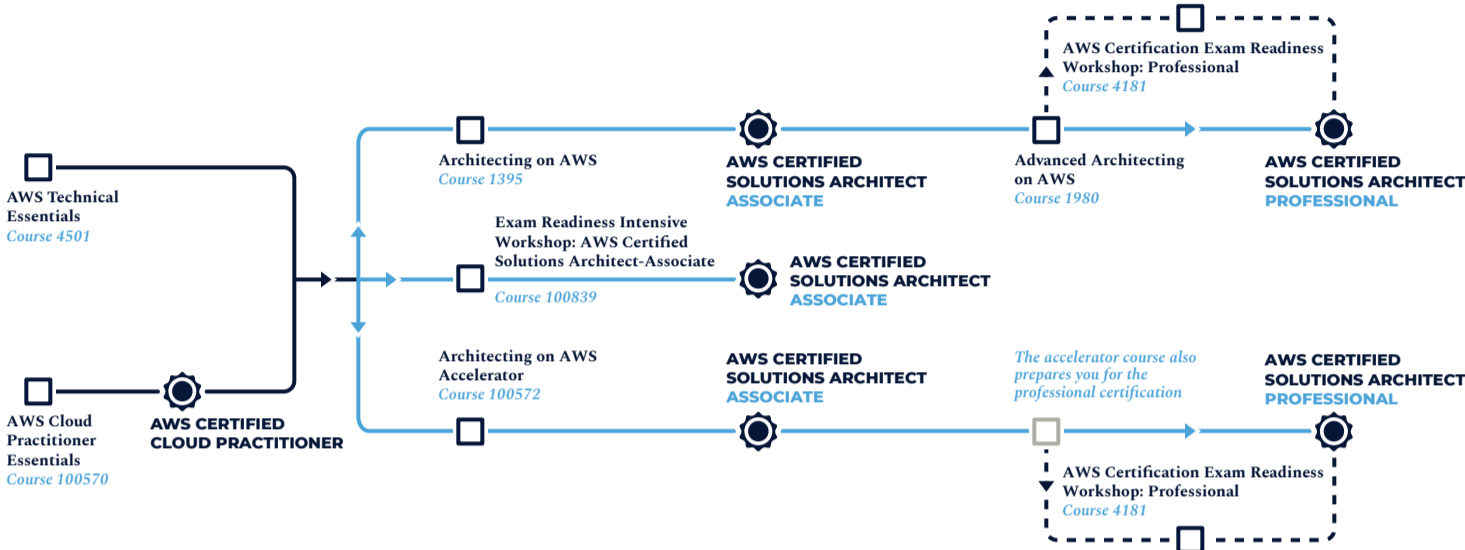 AWS Technical
Essentials
Course 4501
AWS Cloud
Practitioner
Essentials
Course 100570
AWS CERTIFIED
CLOUD PRACTITIONER
Architecting on AWS
Course 1395
AWS CERTIFIED
SOLUTIONS ARCHITECT
ASSOCIATE
Advanced Architecting
on AWS
Course 1980
AWS Certification Exam Readiness
Workshop: Professional
Course 4181
AWS CERTIFIED
SOLUTIONS ARCHITECT
PROFESSIONAL
Exam Readiness Intensive
Workshop: AWS Certified
Solutions Architect-Associate
Course 100839
AWS CERTIFIED
SOLUTIONS ARCHITECT
ASSOCIATE
Architecting on AWS
Accelerator
Course 100572
AWS CERTIFIED
SOLUTIONS ARCHITECT
ASSOCIATE
The accelerator course also
prepares you for the
professional certification
AWS CERTIFIED
SOLUTIONS ARCHITECT
PROFESSIONAL
AWS Certification Exam Readiness
Workshop: Professional
Course 4181